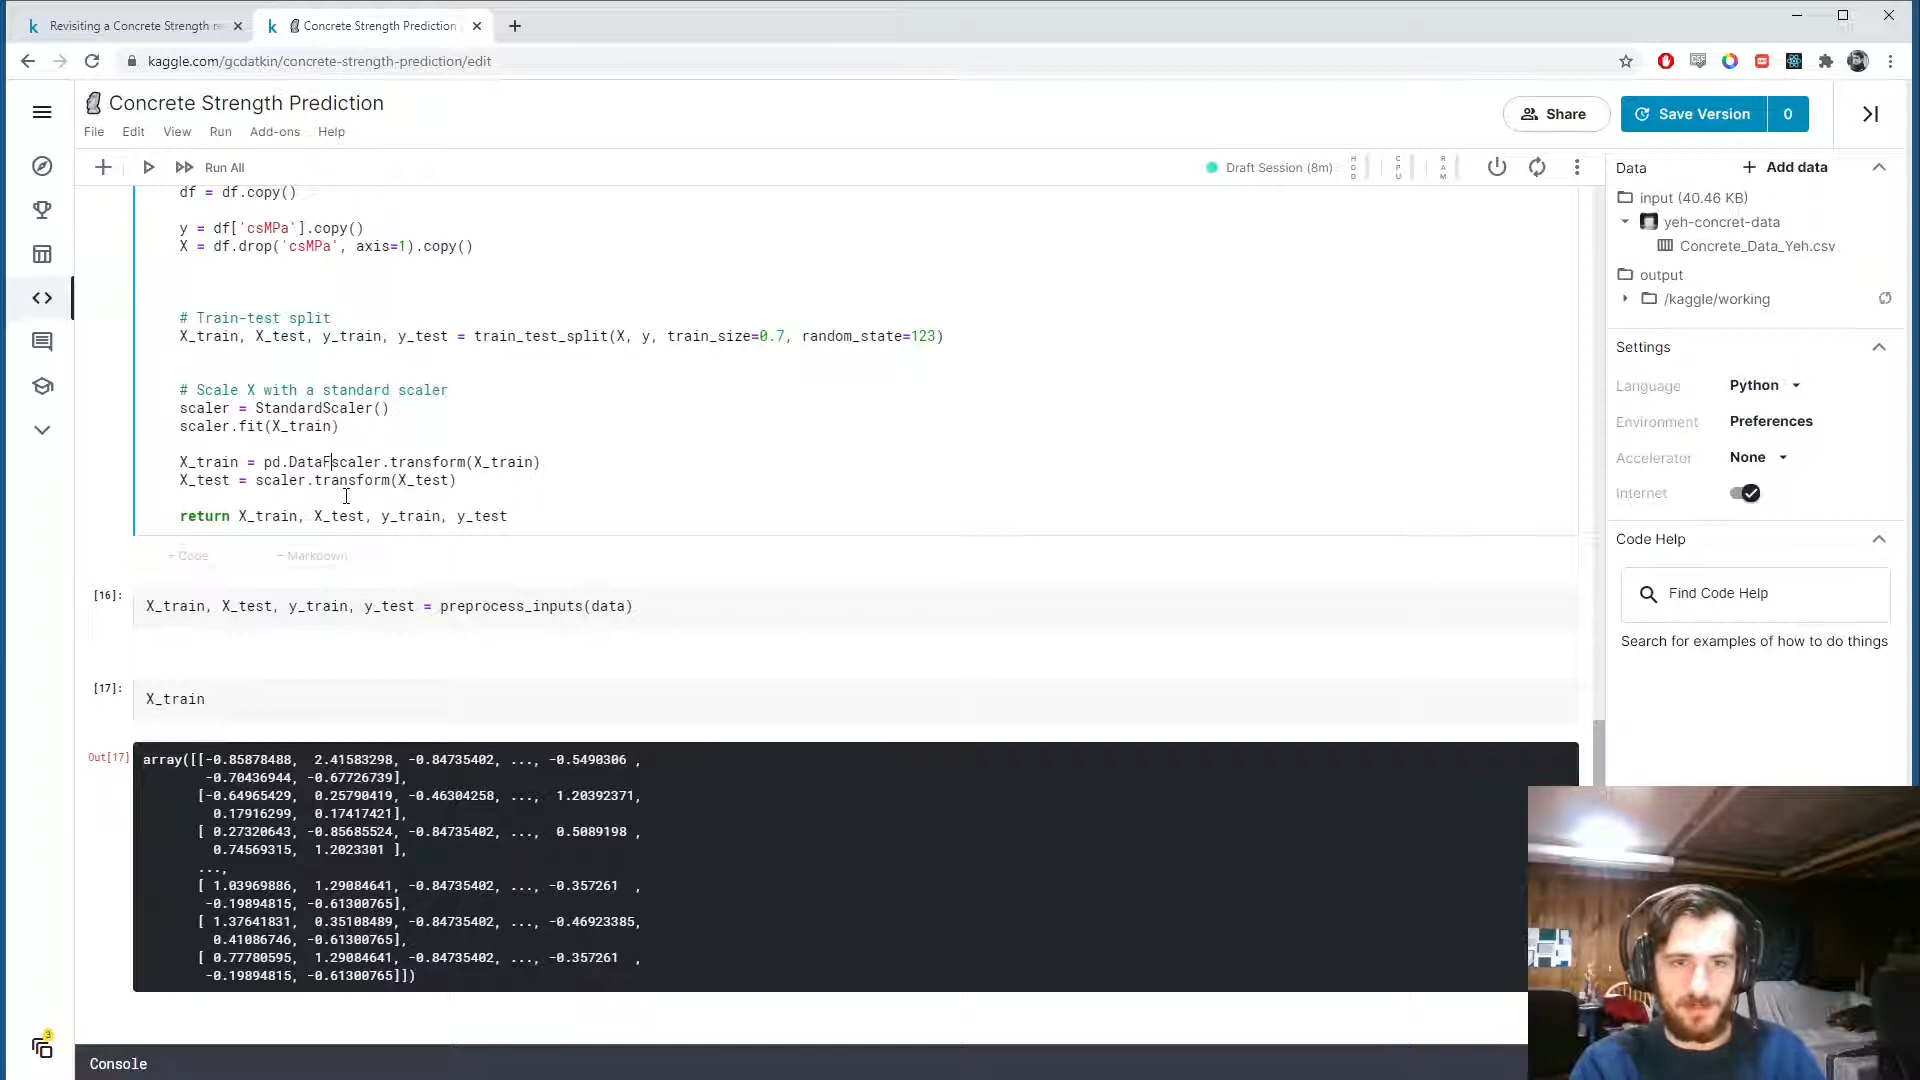 Revisiting a Concrete Strength re
Concrete Strength Prediction
kaggle.com/gcdatkin/concrete-strength-prediction/edit
Concrete Strength Prediction
File Edit View Run Add-ons Help
Share
Save Version 0
Run All
Draft Session (8m)
HDD
CPU
RAM
df = df.copy()
y = df['csMPa'].copy()
X = df.drop('csMPa', axis=1).copy()
# Train-test split
X_train, X_test, y_train, y_test = train_test_split(X, y, train_size=0.7, random_state=123)
# Scale X with a standard scaler
scaler = StandardScaler()
scaler.fit(X_train)
X_train = pd.DataFscaler.transform(X_train)
X_test = scaler.transform(X_test)
return X_train, X_test, y_train, y_test
+ Code
+ Markdown
[16]:
X_train, X_test, y_train, y_test = preprocess_inputs(data)
[17]:
X_train
Out[17]
array([[-0.85878488, 2.41583298, -0.84735402, ..., -0.5490306 ,
-0.70436944, -0.67726739],
[-0.64965429, 0.25790419, -0.46304258, ..., 1.20392371,
0.17916299, 0.17417421],
[ 0.27320643, -0.85685524, -0.84735402, ..., 0.5089198 ,
0.74569315, 1.2023301 ],
...,
[ 1.03969886, 1.29084641, -0.84735402, ..., -0.357261 ,
-0.19894815, -0.61300765],
[ 1.37641831, 0.35108489, -0.84735402, ..., -0.46923385,
0.41086746, -0.61300765],
[ 0.77780595, 1.29084641, -0.84735402, ..., -0.357261 ,
-0.19894815, -0.61300765]])
Console
3
Data
+ Add data
input (40.46 KB)
yeh-concret-data
Concrete_Data_Yeh.csv
output
/kaggle/working
Settings
Language Python
Environment Preferences
Accelerator None
Internet
Code Help
Find Code Help
Search for examples of how to do things